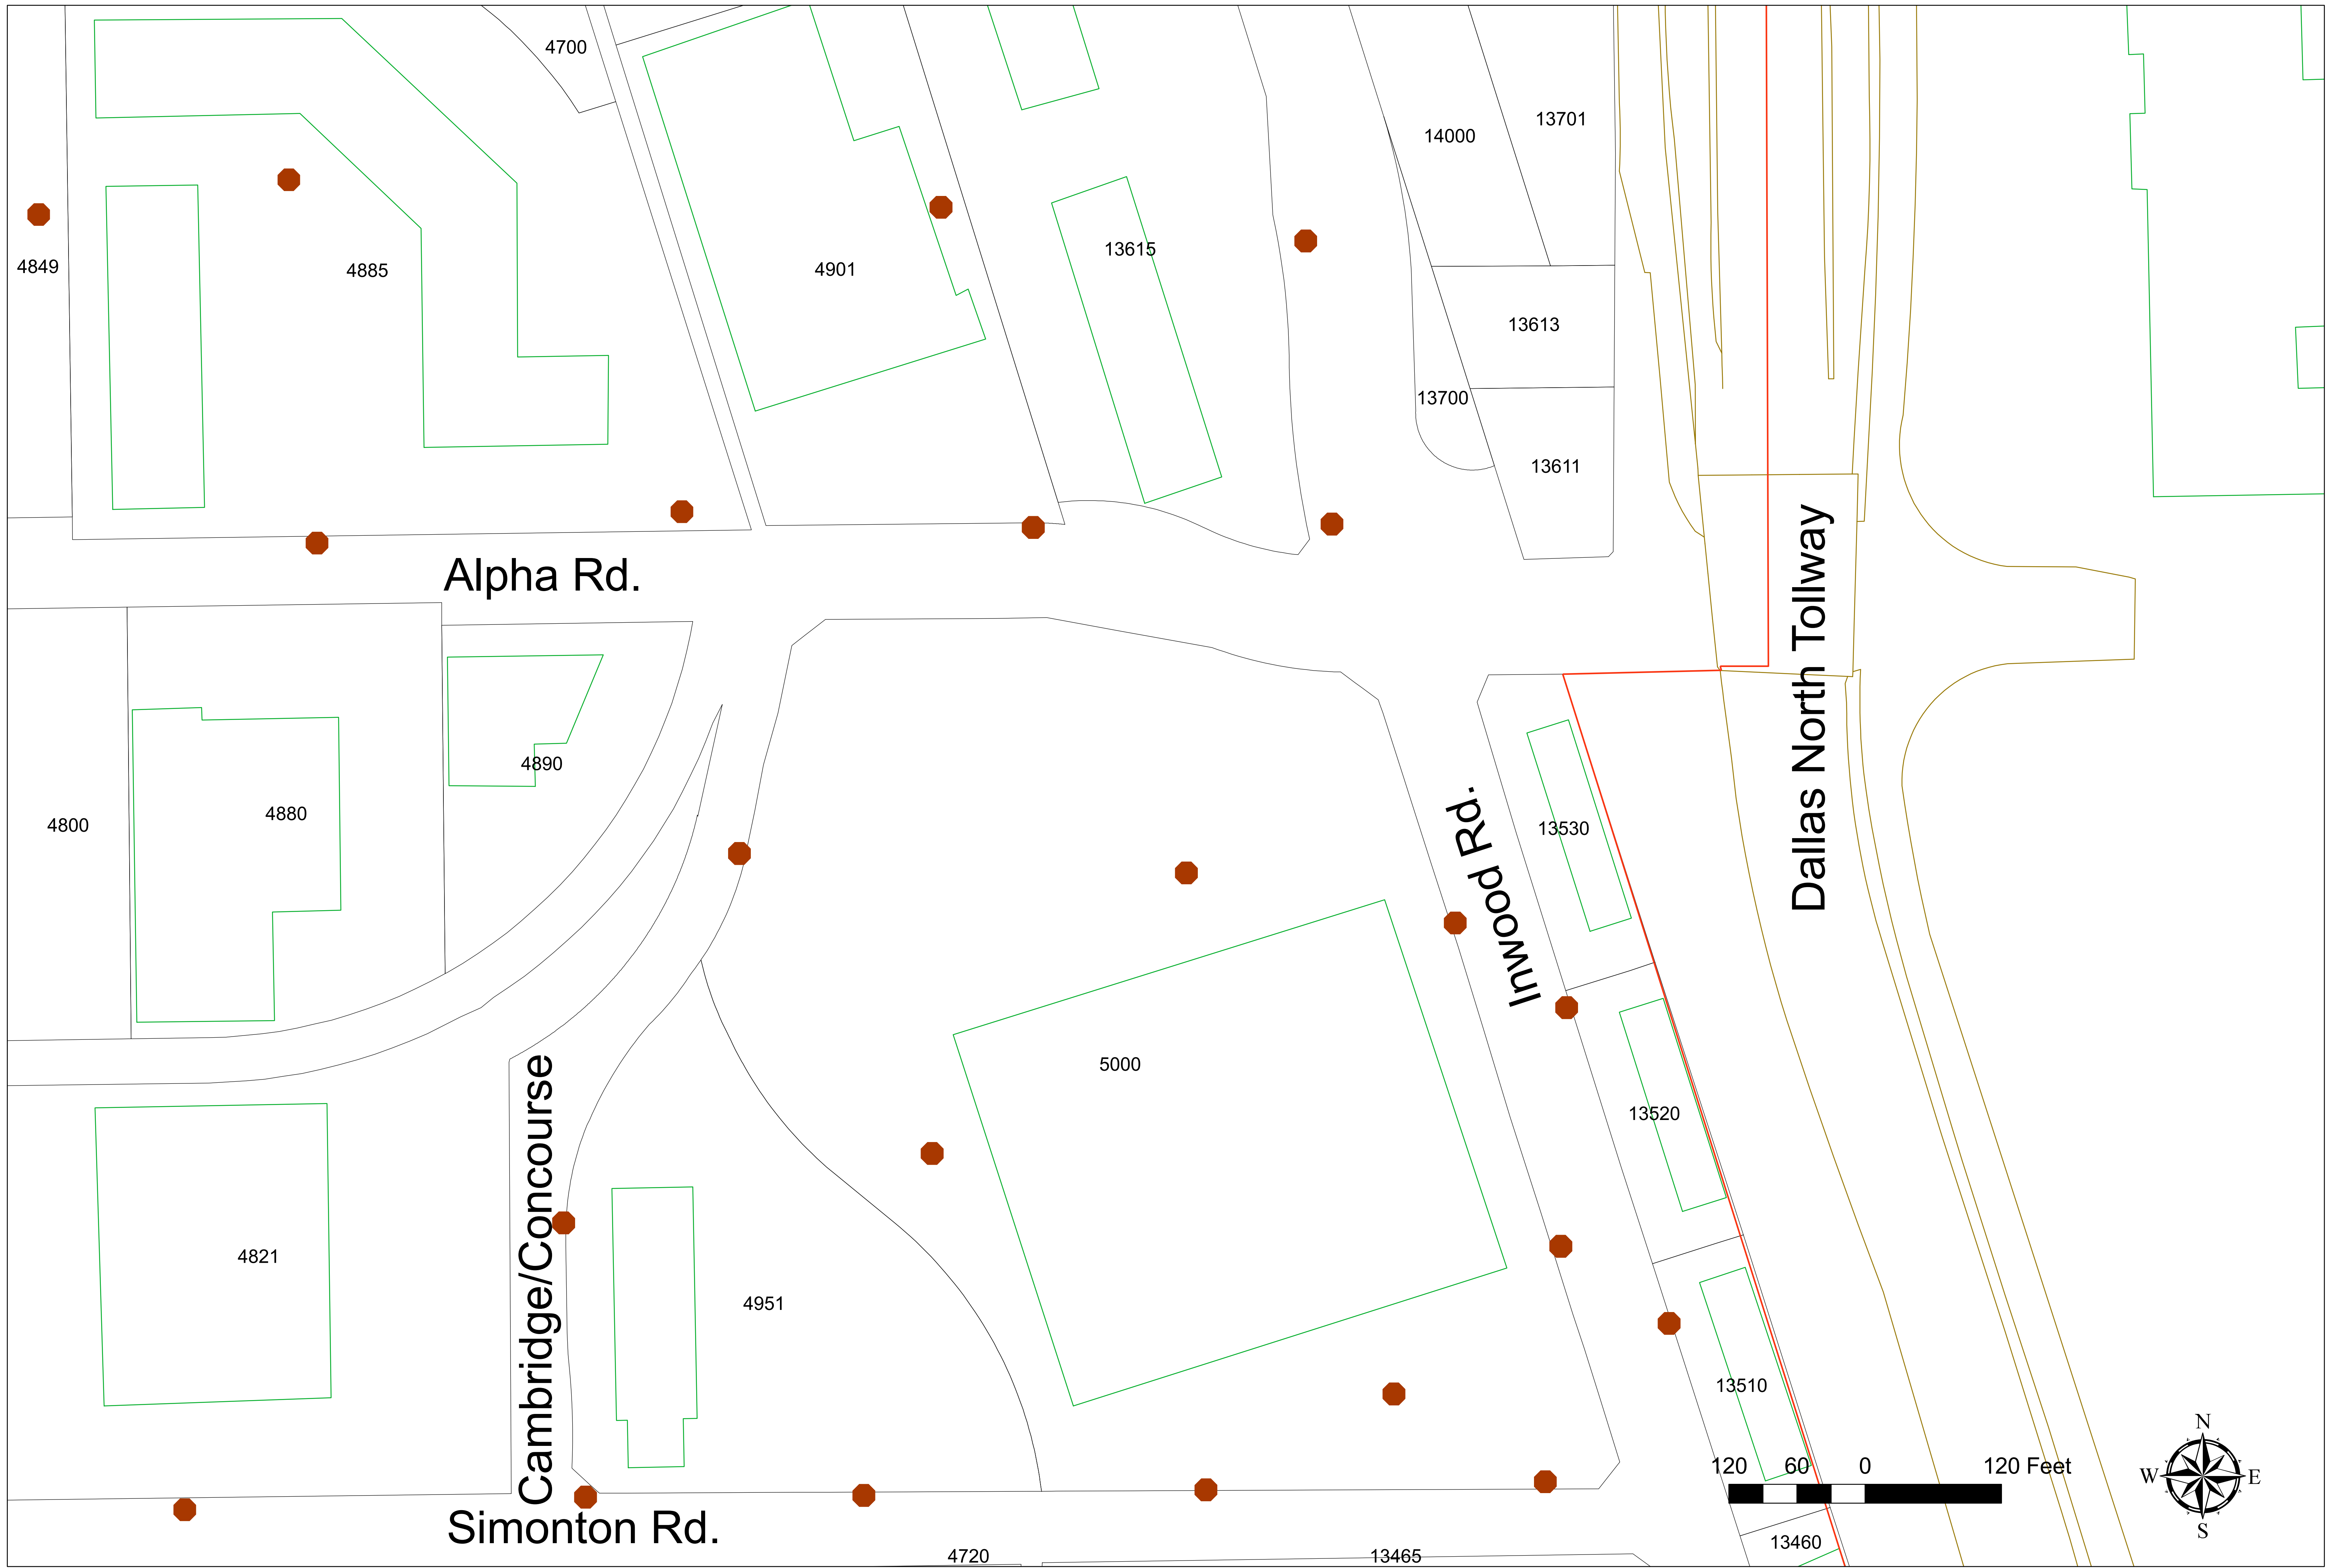 4700
14000
13701
4849
4885
4901
13615
13613
13700
13611
Alpha Rd.
Dallas North Tollway
4890
4880
4800
13530
Inwood Rd.
5000
13520
Cambridge/Concourse
4821
4951
13510
120 60 0 120 Feet
N
W E
S
Simonton Rd.
13460
4720
13465